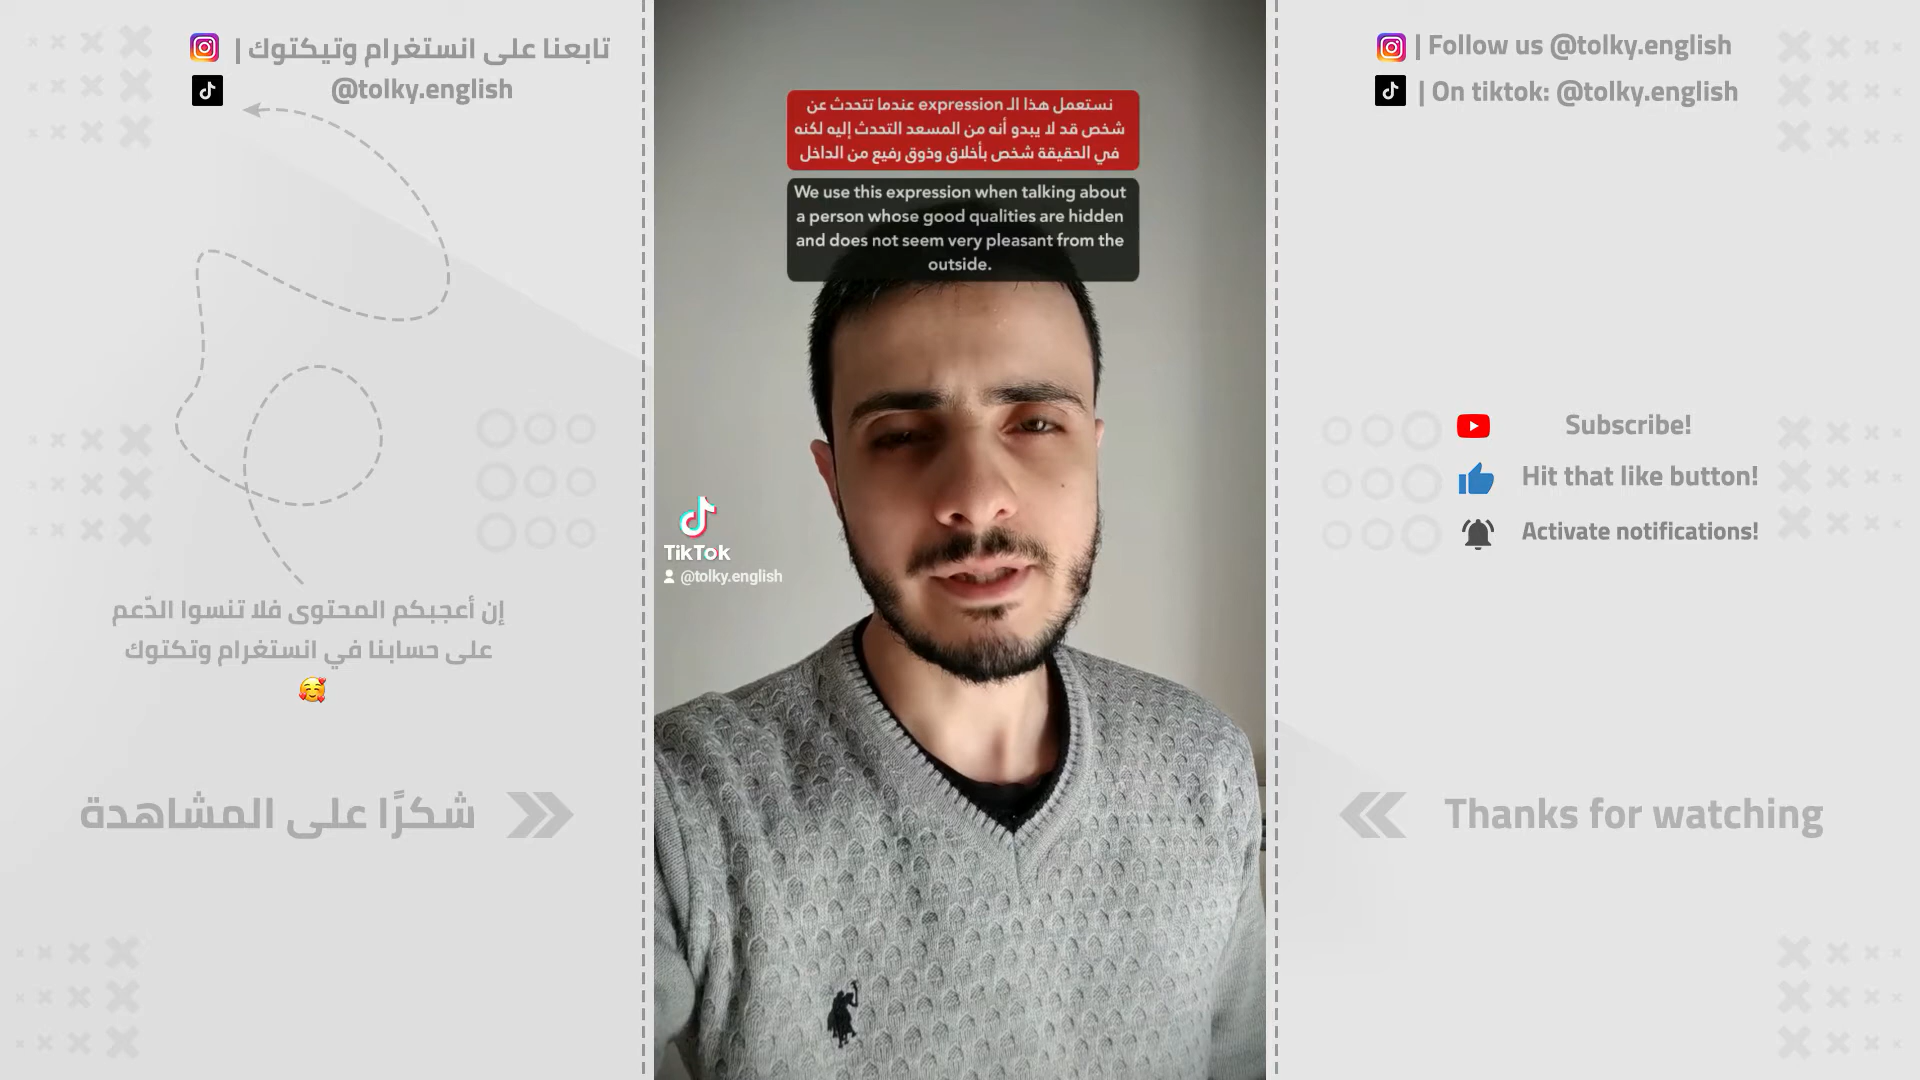 تابعنا على انستغرام وتيكتوك |
@tolky.english
نستعمل هذا الـ expression عندما تتحدث عن
شخص قد لا يبدو أنه من المسعد التحدث إليه لكنه
في الحقيقة شخص بأخلاق وذوق رفيع من الداخل
We use this expression when talking about
a person whose good qualities are hidden
and does not seem very pleasant from the
outside.
TikTok
@tolky.english
إن أعجبكم المحتوى فلا تنسوا الدّعم
على حسابنا في انستغرام وتكتوك
شكرًا على المشاهدة
| Follow us @tolky.english
| On tiktok: @tolky.english
Subscribe!
Hit that like button!
Activate notifications!
Thanks for watching